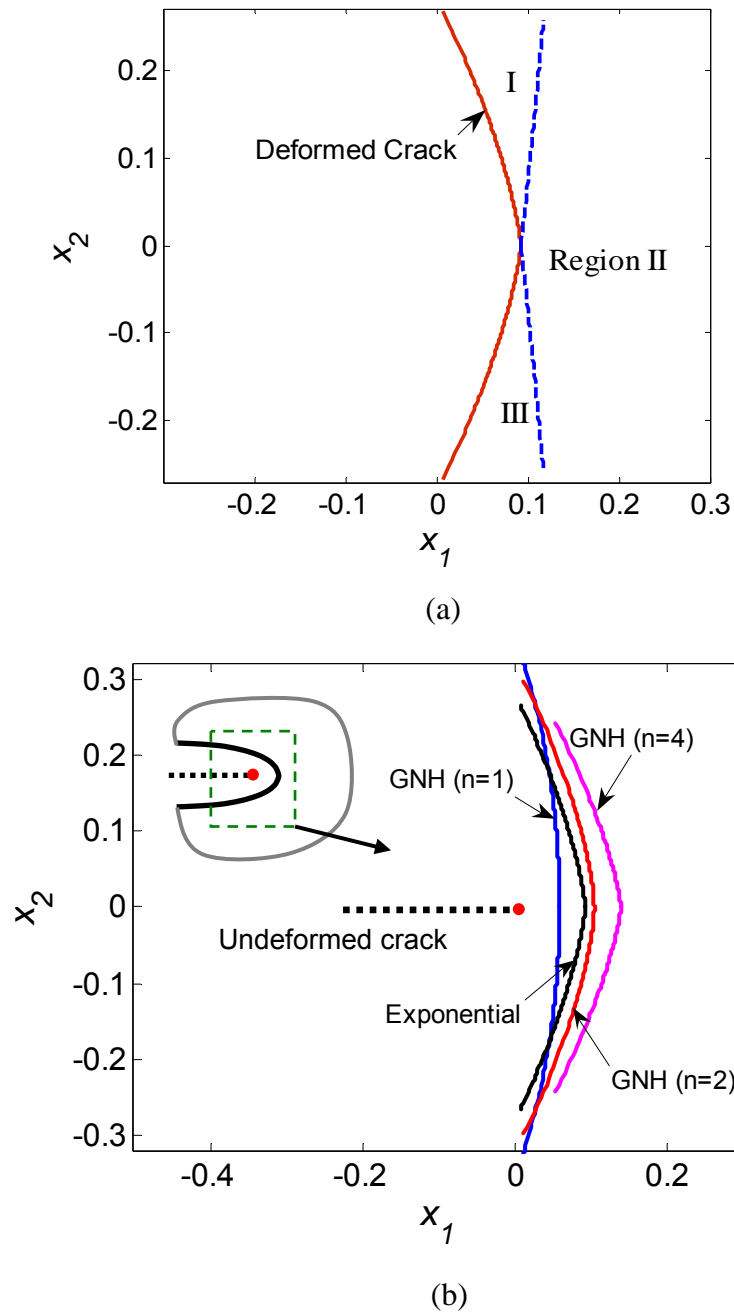 0.2
0.1
0
-0.1
-0.2
x2
I
Deformed Crack
Region II
III
-0.2 -0.1 0 0.1 0.2 0.3
x1
(a)
0.3
0.2
0.1
0
-0.1
-0.2
-0.3
x2
GNH (n=4)
GNH (n=1)
Undeformed crack
Exponential
GNH (n=2)
-0.4 -0.2 0 0.2
x1
(b)